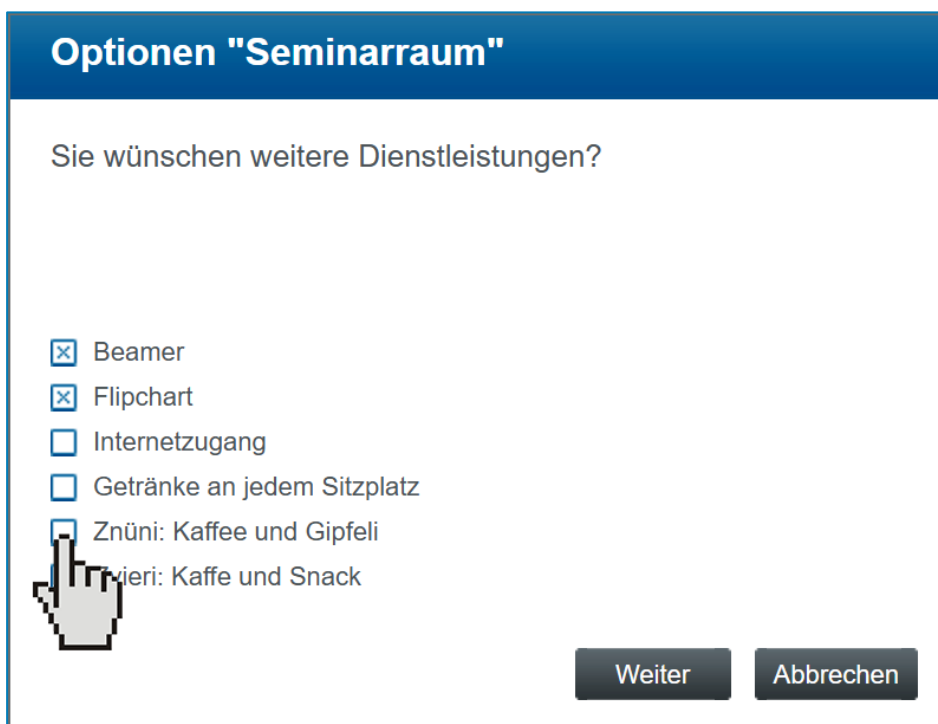 Optionen "Seminarraum"
Sie wünschen weitere Dienstleistungen?
Beamer
Flipchart
Internetzugang
Getränke an jedem Sitzplatz
Znüni: Kaffee und Gipfeli
Zvieri: Kaffe und Snack
Weiter
Abbrechen